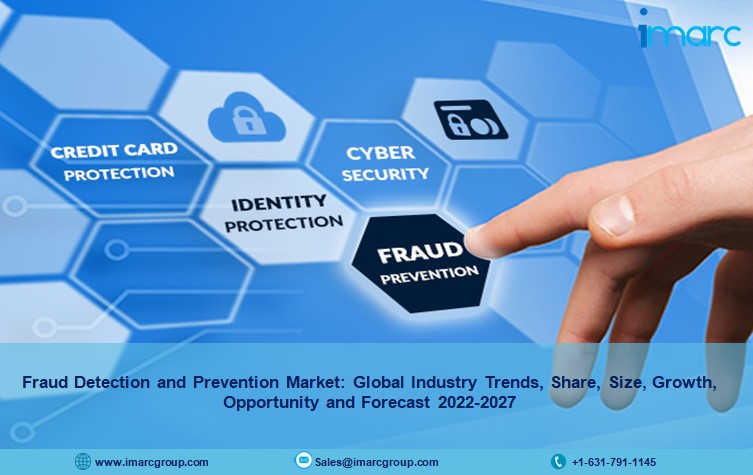 imarc
CREDIT CARD
PROTECTION
CYBER
SECURITY
IDENTITY
PROTECTION
FRAUD
PREVENTION
Fraud Detection and Prevention Market: Global Industry Trends, Share, Size, Growth,
Opportunity and Forecast 2022-2027
www.imarcgroup.com
Sales@imarcgroup.com
+1-631-791-1145